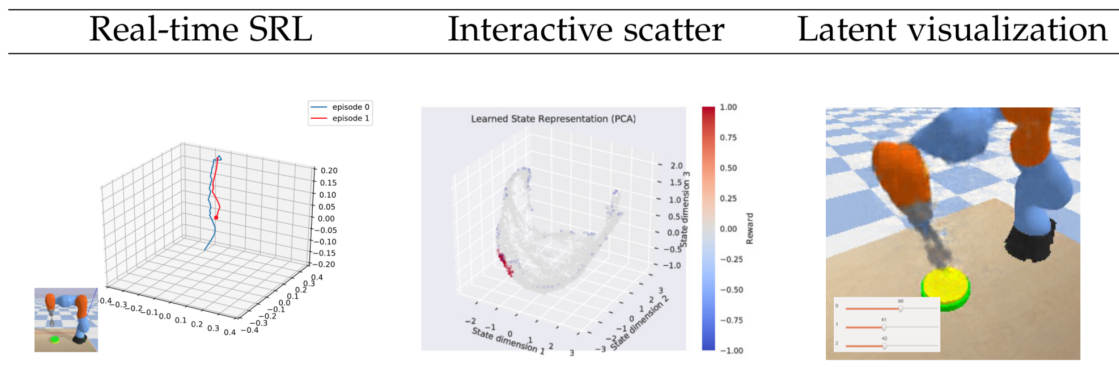 Real-time SRL Interactive scatter Latent visualization
episode 0
episode 1
0.20
0.15
0.10
0.05
0.00
−0.05
−0.10
−0.15
−0.20
−0.4−0.3−0.2−0.1 0.0 0.1 0.2 0.3 0.4
−0.4−0.3−0.2−0.1 0.0 0.1 0.2 0.3 0.4
Learned State Representation (PCA)
2.0
1.5
1.0
0.5
0.0
−0.5
−1.0
State dimension 3
−2 −1 0 1 2 3
State dimension 1
−3 −2 −1 0 1 2 3
State dimension 2
1.00
0.75
0.50
0.25
0.00
−0.25
−0.50
−0.75
−1.00
Reward
0
1 61
2